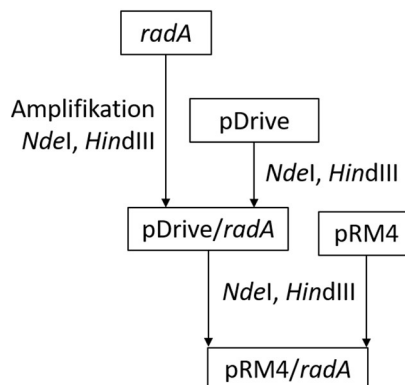 radA
Amplifikation
NdeI, HindIII
pDrive
NdeI, HindIII
pDrive/radA
pRM4
NdeI, HindIII
pRM4/radA